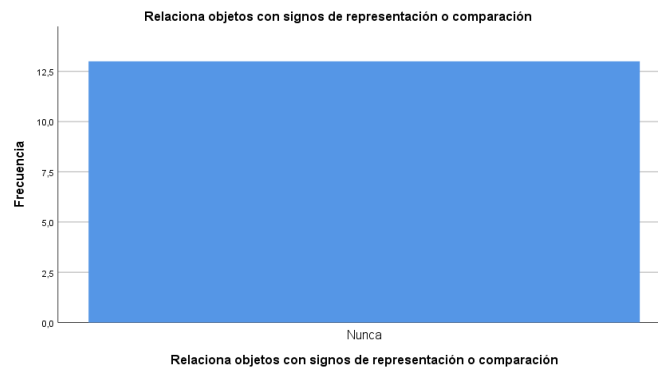 Relaciona objetos con signos de representación o comparación
12,5
10,0
7,5
5,0
2,5
0,0
Frecuencia
Nunca
Relaciona objetos con signos de representación o comparación